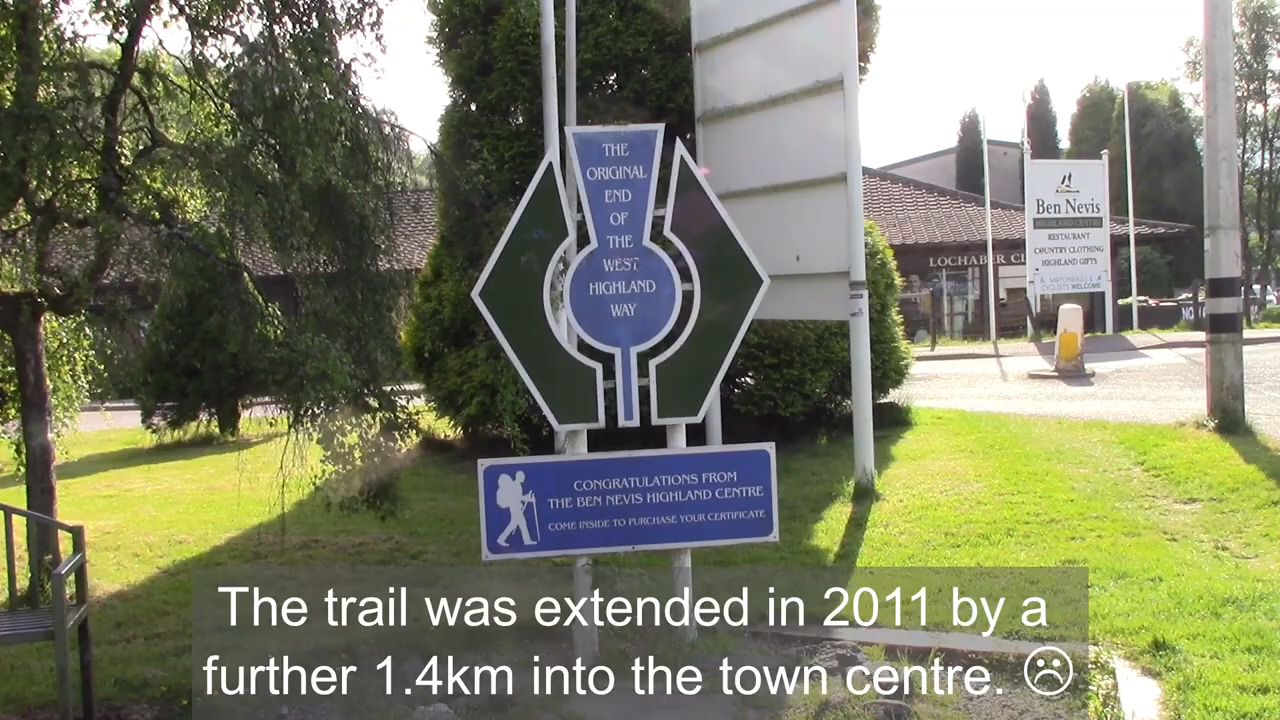 THE
ORIGINAL
END
OF
THE
WEST
HIGHLAND
WAY
CONGRATULATIONS FROM
THE BEN NEVIS HIGHLAND CENTRE
COME INSIDE TO PURCHASE YOUR CERTIFICATE
Ben Nevis
HIGHLAND CENTRE
RESTAURANT
COUNTRY CLOTHING
HIGHLAND GIFTS
CYCLISTS WELCOME
LOCHABER
NO
The trail was extended in 2011 by a
further 1.4km into the town centre. ☹